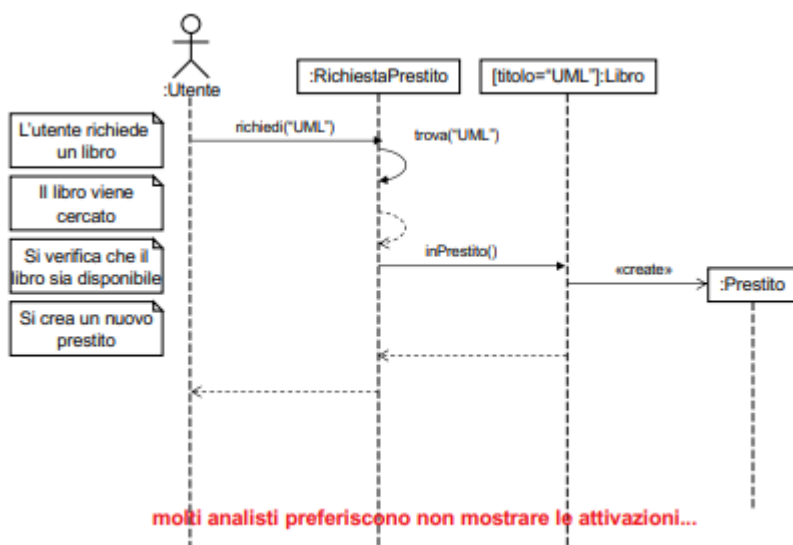 :Utente
:RichiestaPrestito
[titolo="UML"]:Libro
L'utente richiede
un libro
richiedi("UML")
trova("UML")
Il libro viene
cercato
Si verifica che il
libro sia disponibile
inPrestito()
«create»
:Prestito
Si crea un nuovo
prestito
molti analisti preferiscono non mostrare le attivazioni...